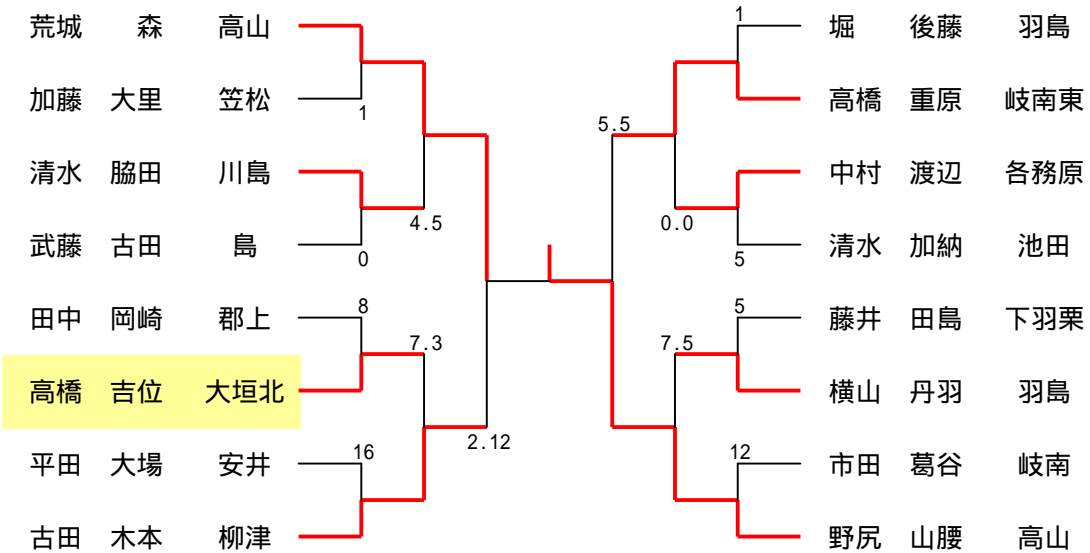 荒城 森 高山
加藤 大里 笠松
1
清水 脇田 川島
4.5
武藤 古田 島
0
田中 岡崎 郡上
8
7.3
高橋 吉位 大垣北
2.12
平田 大場 安井
16
古田 木本 柳津
1
堀 後藤 羽島
高橋 重原 岐南東
5.5
中村 渡辺 各務原
0.0
清水 加納 池田
5
5
藤井 田島 下羽栗
7.5
横山 丹羽 羽島
12
市田 葛谷 岐南
野尻 山腰 高山